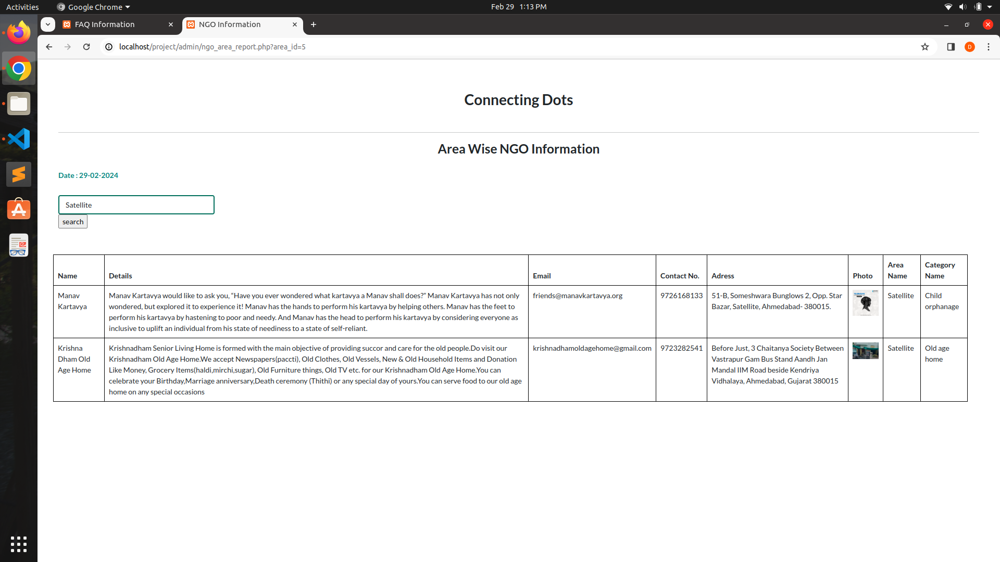 Activities
Google Chrome
Feb 29 1:13 PM
FAQ Information
NGO Information
localhost/project/admin/ngo_area_report.php?area_id=5
D
Connecting Dots
Area Wise NGO Information
Date : 29-02-2024
Satellite
search
Name Details Email Contact No. Adress Photo Area Name Category Name
Manav
Kartavya
Manav Kartavya would like to ask you, “Have you ever wondered what kartavya a Manav shall does?” Manav Kartavya has not only
wondered, but explored it to experience it! Manav has the hands to perform his kartavya by helping others. Manav has the feet to
perform his kartavya by hastening to poor and needy. And Manav has the head to perform his kartavya by considering everyone as
inclusive to uplift an individual from his state of neediness to a state of self-reliant.
friends@manavkartavya.org
9726168133
51-B, Someshwara Bunglows 2, Opp. Star
Bazar, Satellite, Ahmedabad- 380015.
Satellite
Child
orphanage
Krishna
Dham Old
Age Home
Krishnadham Senior Living Home is formed with the main objective of providing succor and care for the old people.Do visit our
Krishnadham Old Age Home.We accept Newspapers(paccti), Old Clothes, Old Vessels, New & Old Household Items and Donation
Like Money, Grocery Items(haldi,mirchi,sugar), Old Furniture things, Old TV etc. for our Krishnadham Old Age Home.You can
celebrate your Birthday,Marriage anniversary,Death ceremony (Thithi) or any special day of yours.You can serve food to our old age
home on any special occasions
krishnadhamoldagehome@gmail.com
9723282541
Before Just, 3 Chaitanya Society Between
Vastrapur Gam Bus Stand Aandh Jan
Mandal IIM Road beside Kendriya
Vidhalaya, Ahmedabad, Gujarat 380015
Satellite
Old age
home